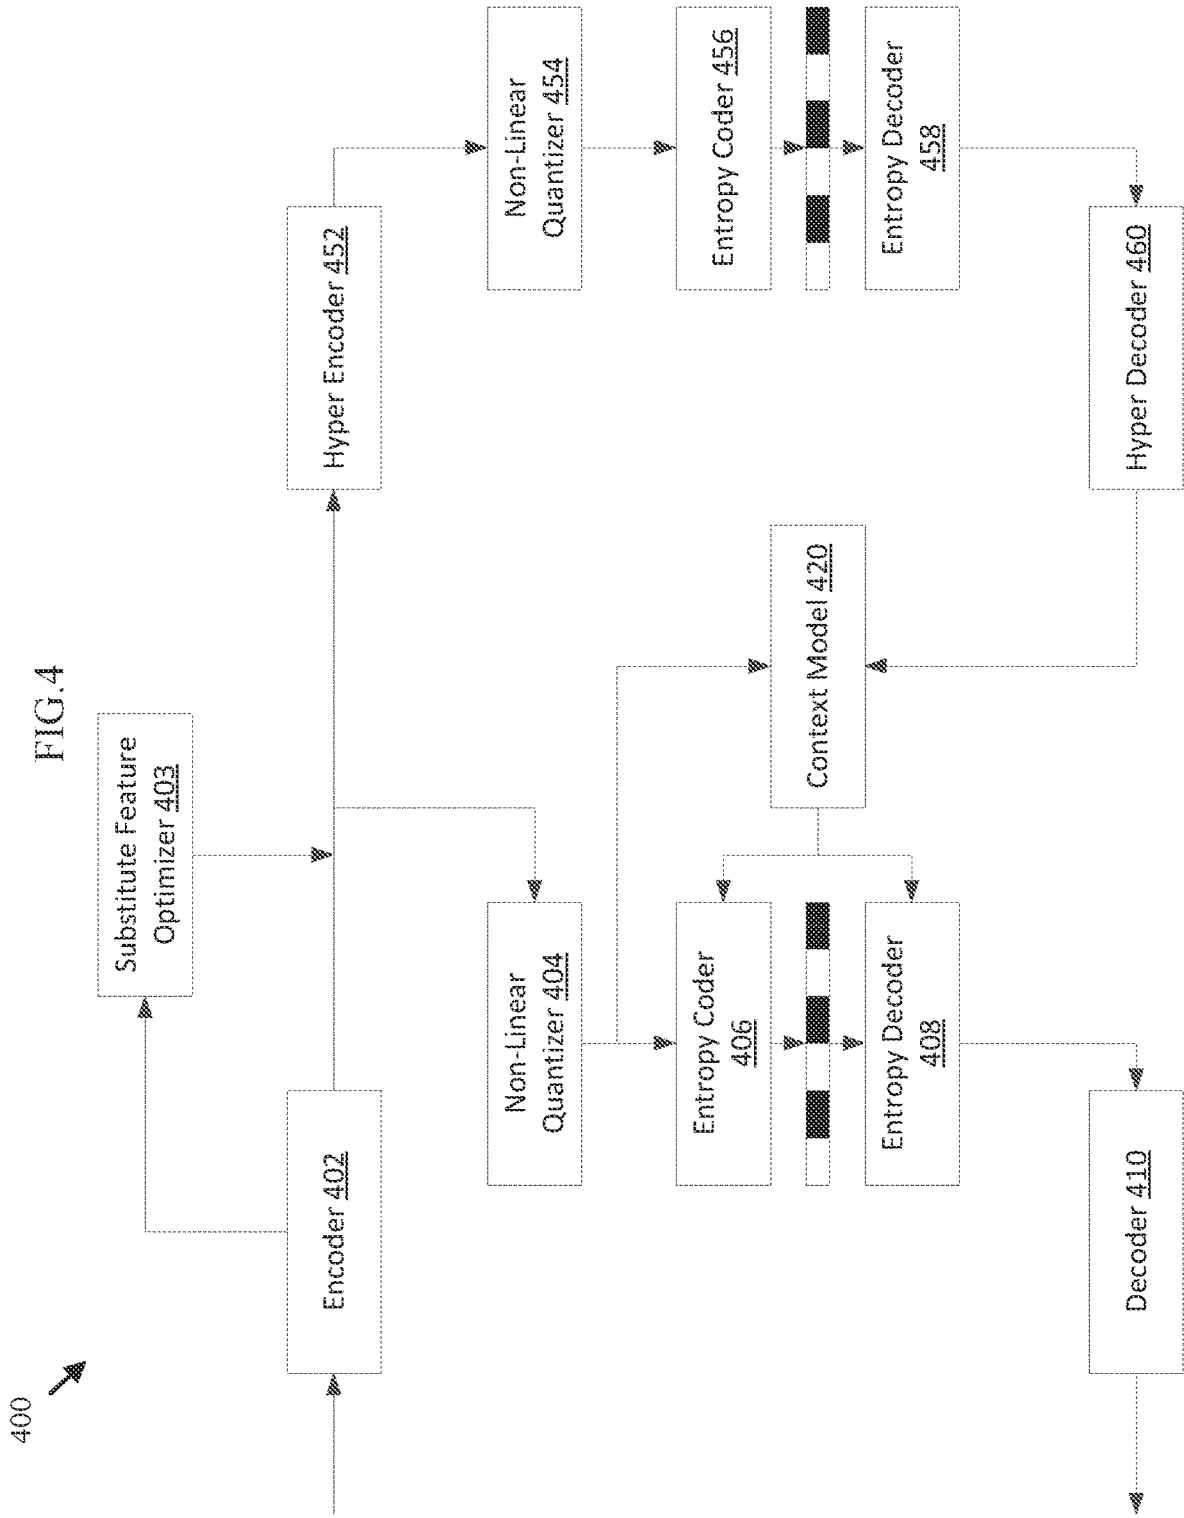 400
FIG.4
Substitute Feature
Optimizer 403
Encoder 402
Hyper Encoder 452
Non-Linear
Quantizer 404
Non-Linear
Quantizer 454
Entropy Coder
406
Context Model 420
Entropy Coder 456
Entropy Decoder
408
Entropy Decoder
458
Decoder 410
Hyper Decoder 460